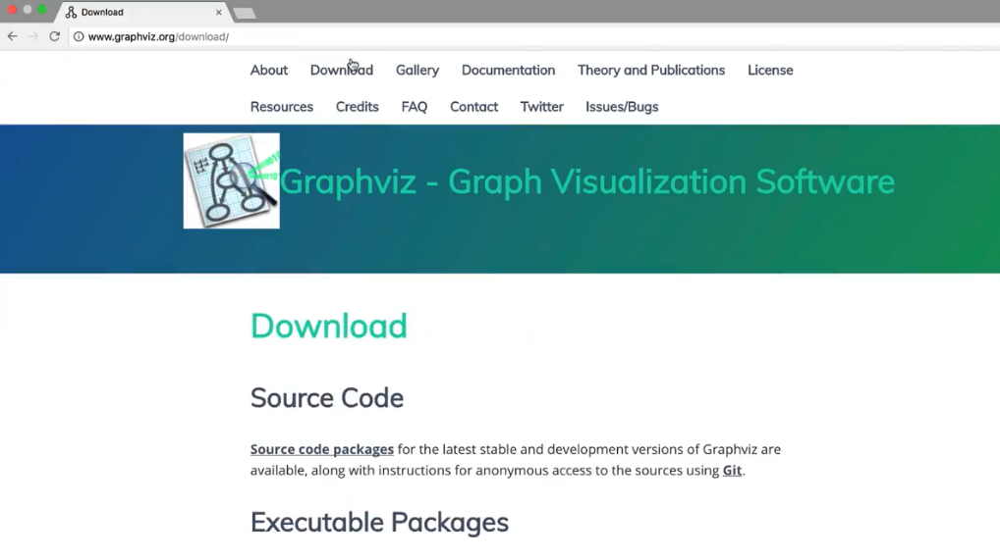 Download
www.graphviz.org/download/
About Download Gallery Documentation Theory and Publications License
Resources Credits FAQ Contact Twitter Issues/Bugs
Graphviz - Graph Visualization Software
Download
Source Code
Source code packages for the latest stable and development versions of Graphviz are
available, along with instructions for anonymous access to the sources using Git.
Executable Packages